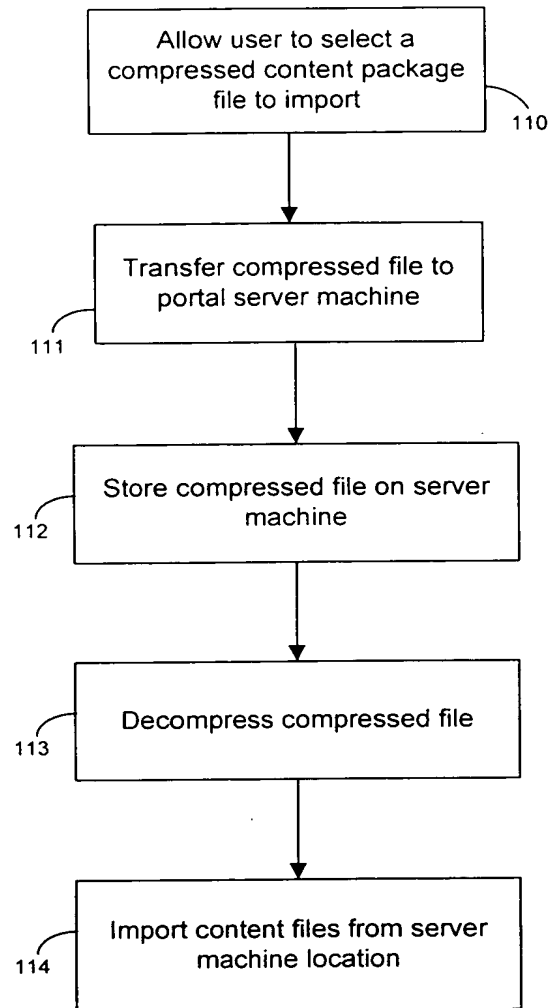 Allow user to select a
compressed content package
file to import
110
Transfer compressed file to
portal server machine
111
Store compressed file on server
machine
112
Decompress compressed file
113
Import content files from server
machine location
114